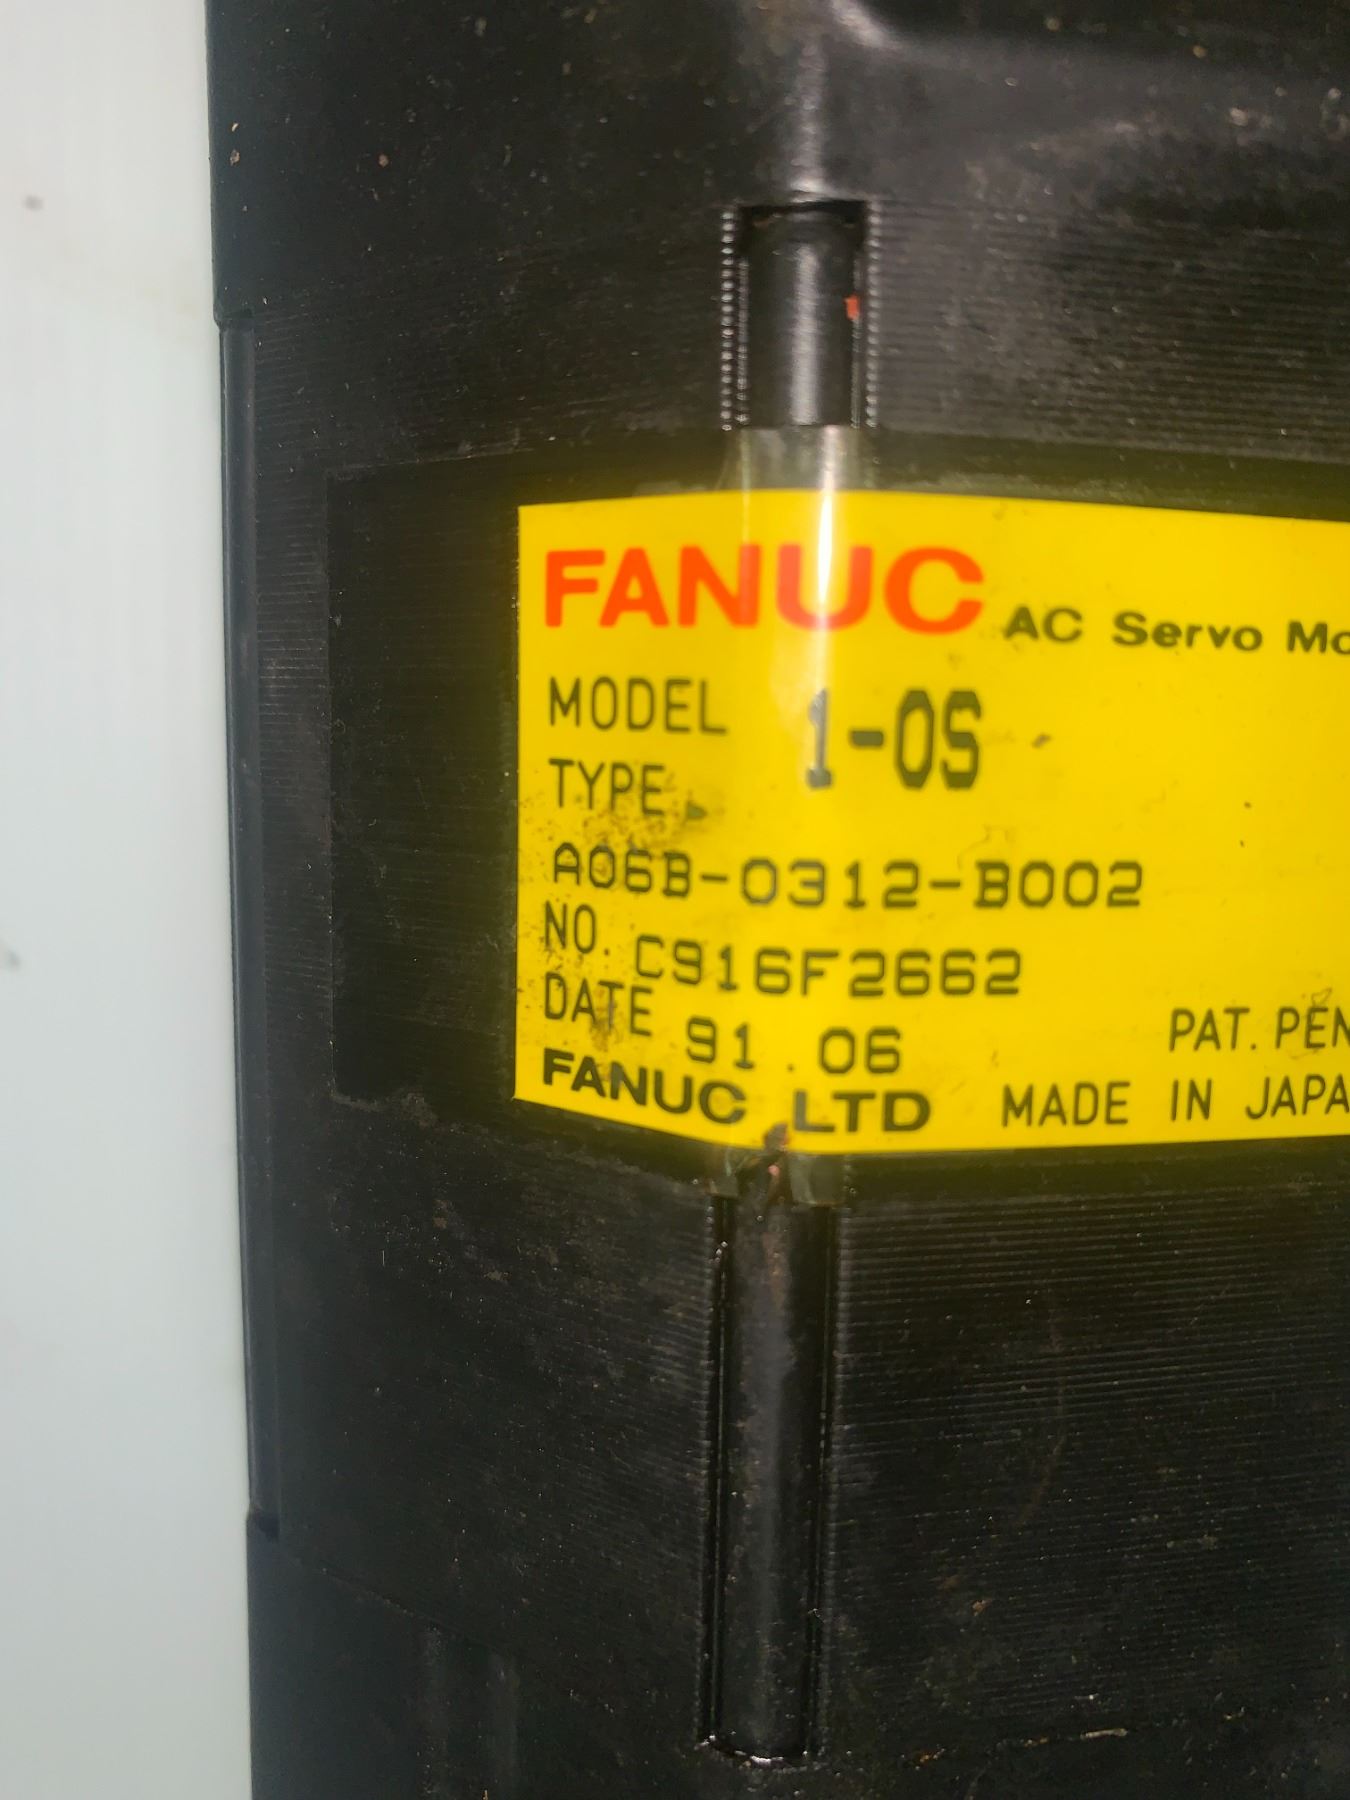 FANUC AC Servo Mo
MODEL 1-0S
TYPE
A06B-0312-B002
NO. C916F2662
DATE 91.06
PAT. PEN
FANUC LTD MADE IN JAPA